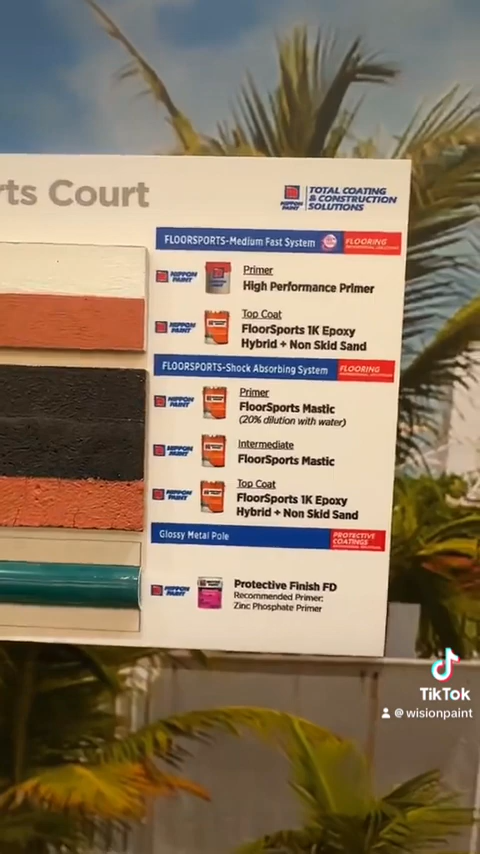 rts Court
NIPPON PAINT
TOTAL COATING
& CONSTRUCTION
SOLUTIONS
FLOORSPORTS-Medium Fast System
FLOORING
NIPPON PAINT
Primer
High Performance Primer
NIPPON PAINT
Top Coat
FloorSports 1K Epoxy
Hybrid + Non Skid Sand
FLOORSPORTS-Shock Absorbing System
FLOORING
NIPPON PAINT
Primer
FloorSports Mastic
(20% dilution with water)
NIPPON PAINT
Intermediate
FloorSports Mastic
NIPPON PAINT
Top Coat
FloorSports 1K Epoxy
Hybrid + Non Skid Sand
Glossy Metal Pole
PROTECTIVE
COATINGS
NIPPON PAINT
Protective Finish FD
Recommended Primer:
Zinc Phosphate Primer
TikTok
@wisionpaint